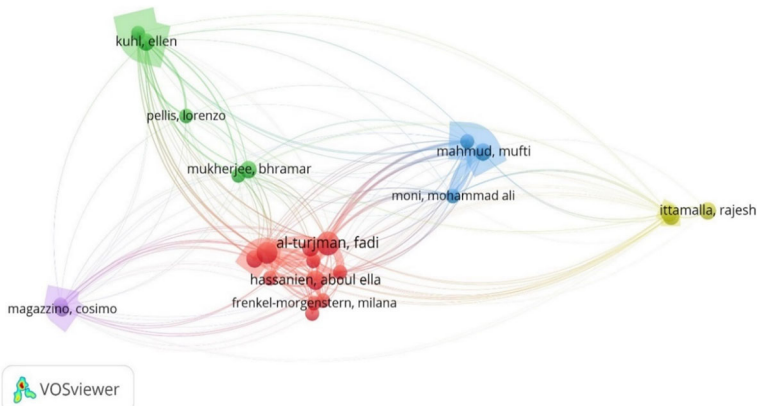 kuhl, ellen
pellis, lorenzo
mahmud, mufti
mukherjee, bhramar
moni, mohammad ali
ittamalla, rajesh
al-turjman, fadi
hassanien, aboul ella
frenkel-morgenstern, milana
magazzino, cosimo
VOSviewer